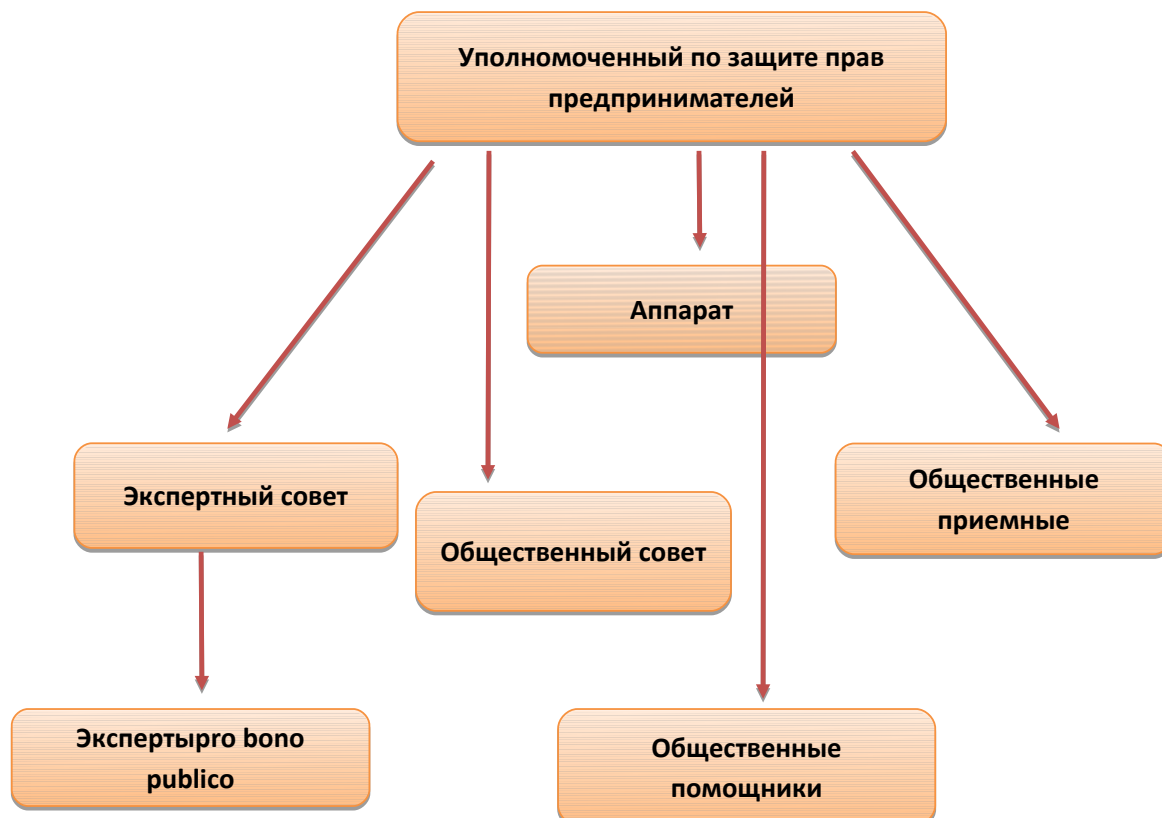 Уполномоченный по защите прав
предпринимателей
Аппарат
Экспертный совет
Общественный совет
Общественные
приемные
Экспертыpro bono
publico
Общественные
помощники